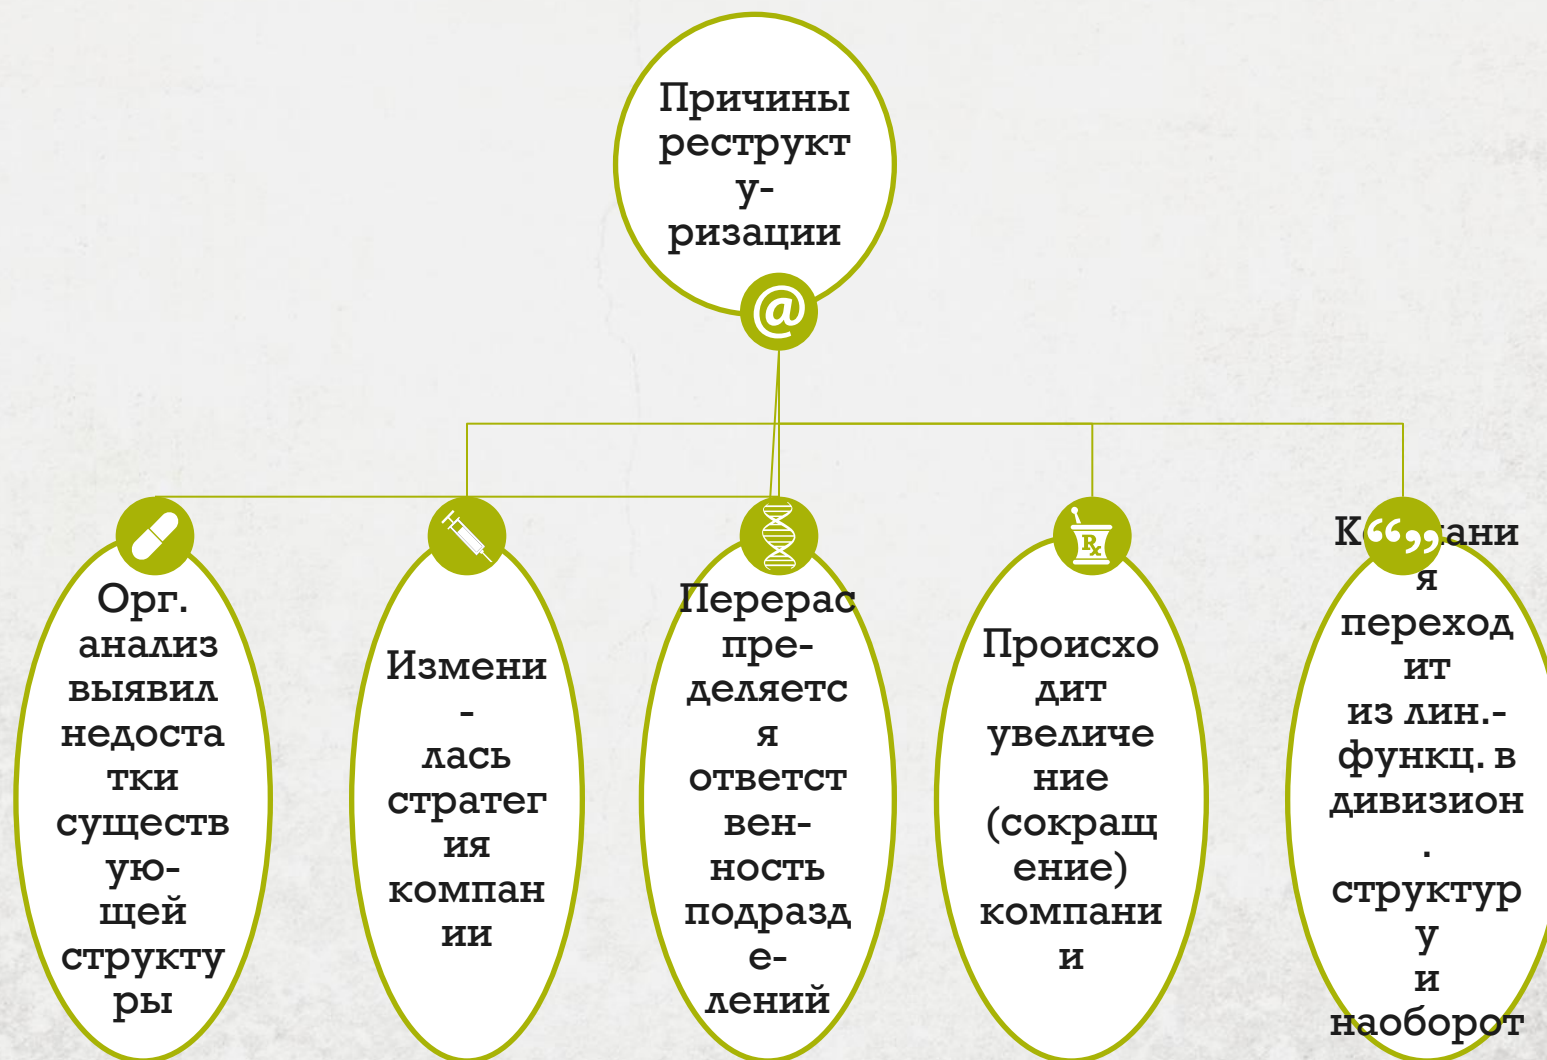 Причины
реструкт
у-
ризации
@
Орг.
анализ
выявил
недоста
тки
существ
ую-
щей
структу
ры
Измени
-
лась
стратег
ия
компан
ии
Перерас
пре-
деляетс
я
ответст
вен-
ность
подразд
е-
лений
Происхо
дит
увеличе
ние
(сокращ
ение)
компани
и
я
переход
ит
из лин.-
функц. в
дивизион
.
структур
у
и
наоборот